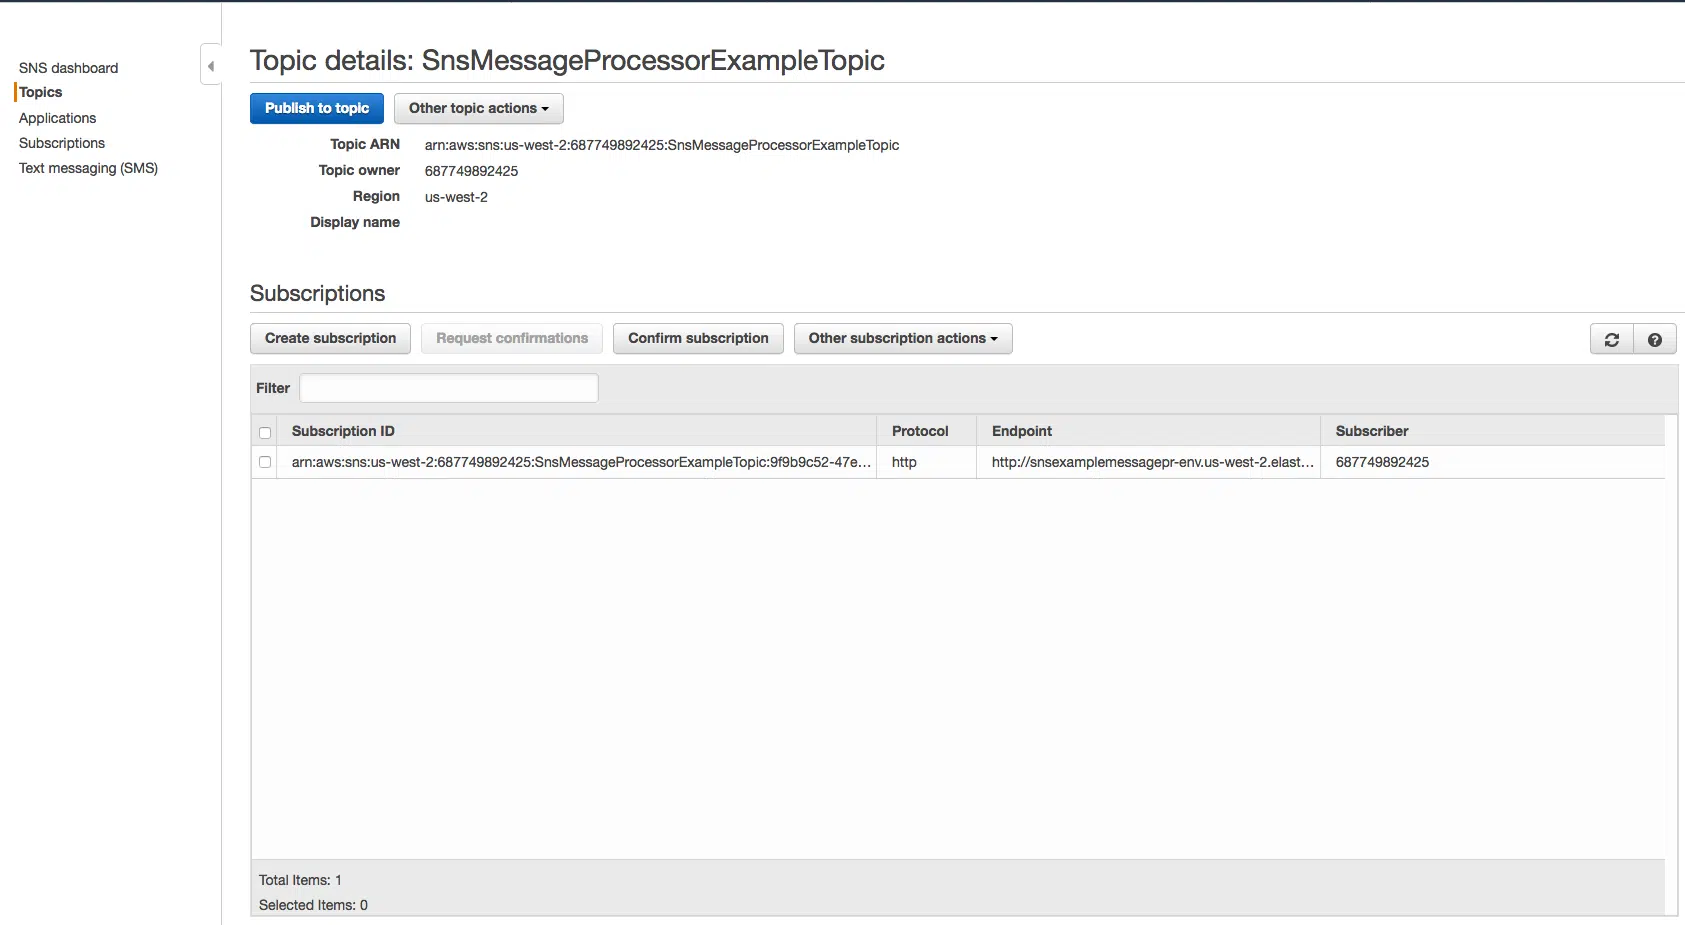 SNS dashboard
Topics
Applications
Subscriptions
Text messaging (SMS)
Topic details: SnsMessageProcessorExampleTopic
Publish to topic
Other topic actions
Topic ARN arn:aws:sns:us-west-2:687749892425:SnsMessageProcessorExampleTopic
Topic owner 687749892425
Region us-west-2
Display name
Subscriptions
Create subscription Request confirmations Confirm subscription Other subscription actions
Filter
Subscription ID Protocol Endpoint Subscriber
arn:aws:sns:us-west-2:687749892425:SnsMessageProcessorExampleTopic:9f9b9c52-47e... http http://snsexamplemessagepr-env.us-west-2.elast... 687749892425
Total Items: 1
Selected Items: 0